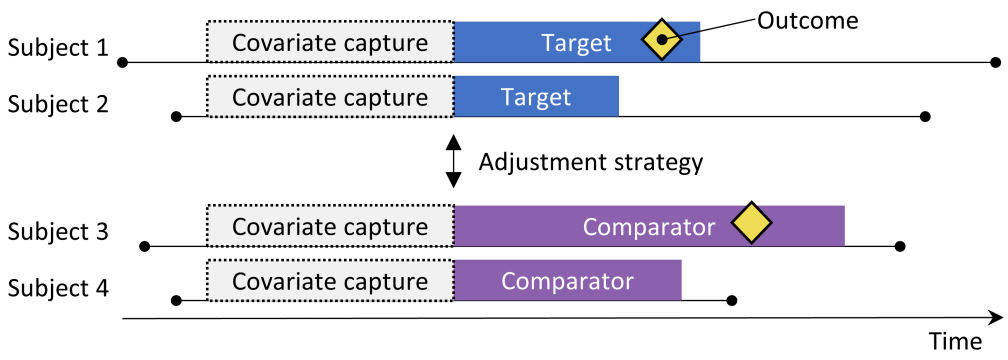 Outcome
Subject 1 Covariate capture Target
Subject 2 Covariate capture Target
Adjustment strategy
Subject 3 Covariate capture Comparator
Subject 4 Covariate capture Comparator
Time